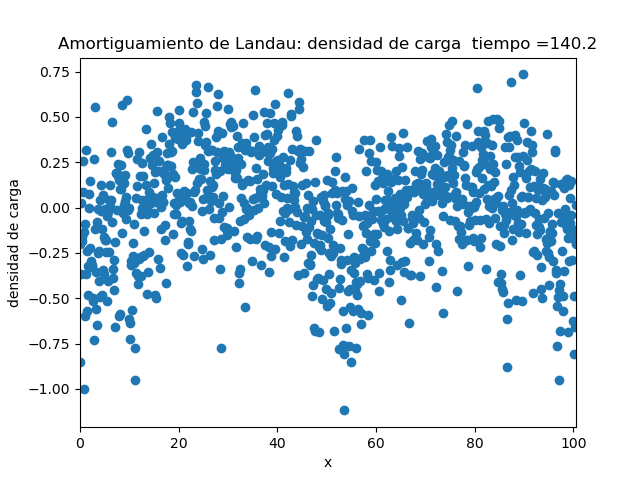 Amortiguamiento de Landau: densidad de carga  tiempo =140.2
0.75
0.50
0.25
0.00
−0.25
−0.50
−0.75
−1.00
densidad de carga
0 20 40 60 80 100
x